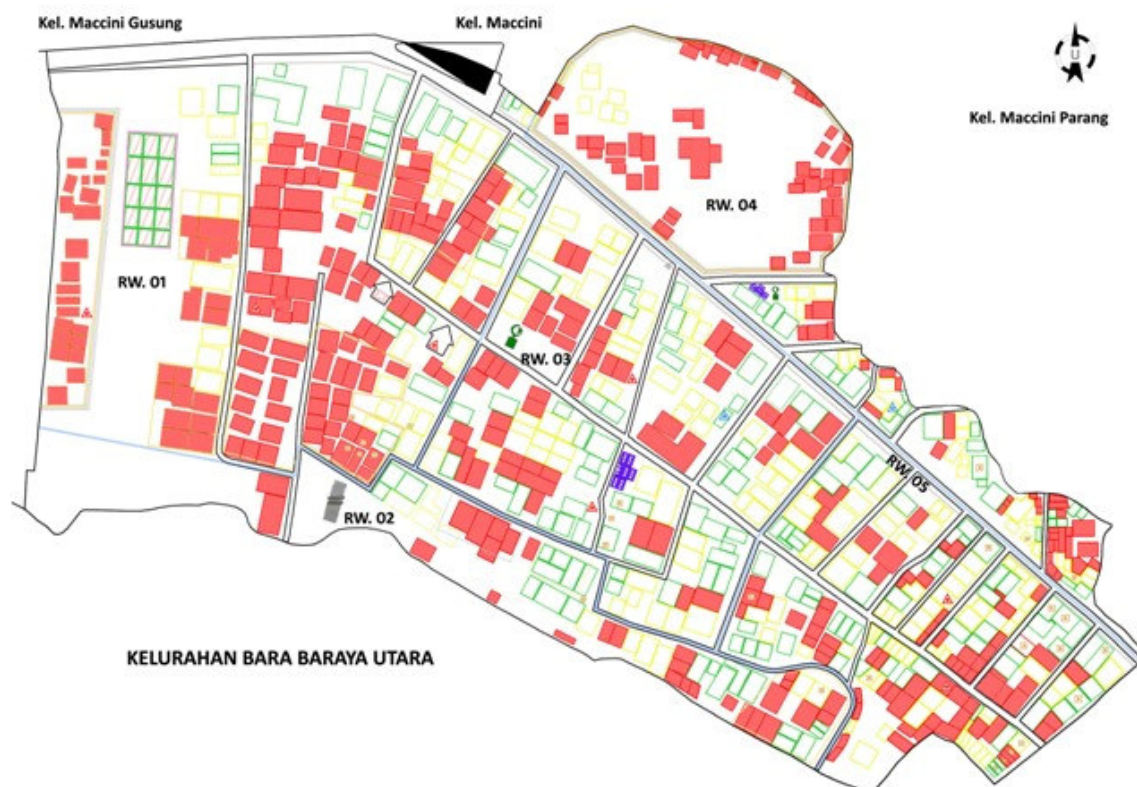 Kel. Maccini Gusung
Kel. Maccini
U
Kel. Maccini Parang
RW. 04
RW. 01
RW. 03
RW. 05
RW. 02
KELURAHAN BARA BARAYA UTARA